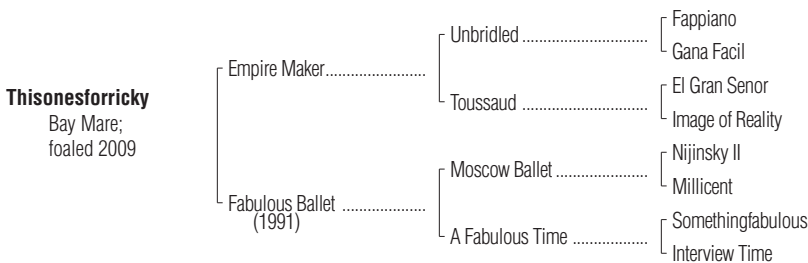 Thisonesforricky
Bay Mare;
foaled 2009
Empire Maker.......................
Fabulous Ballet ...................
(1991)
Unbridled .............................
Toussaud .............................
Moscow Ballet .....................
A Fabulous Time ..................
Fappiano
Gana Facil
El Gran Senor
Image of Reality
Nijinsky II
Millicent
Somethingfabulous
Interview Time